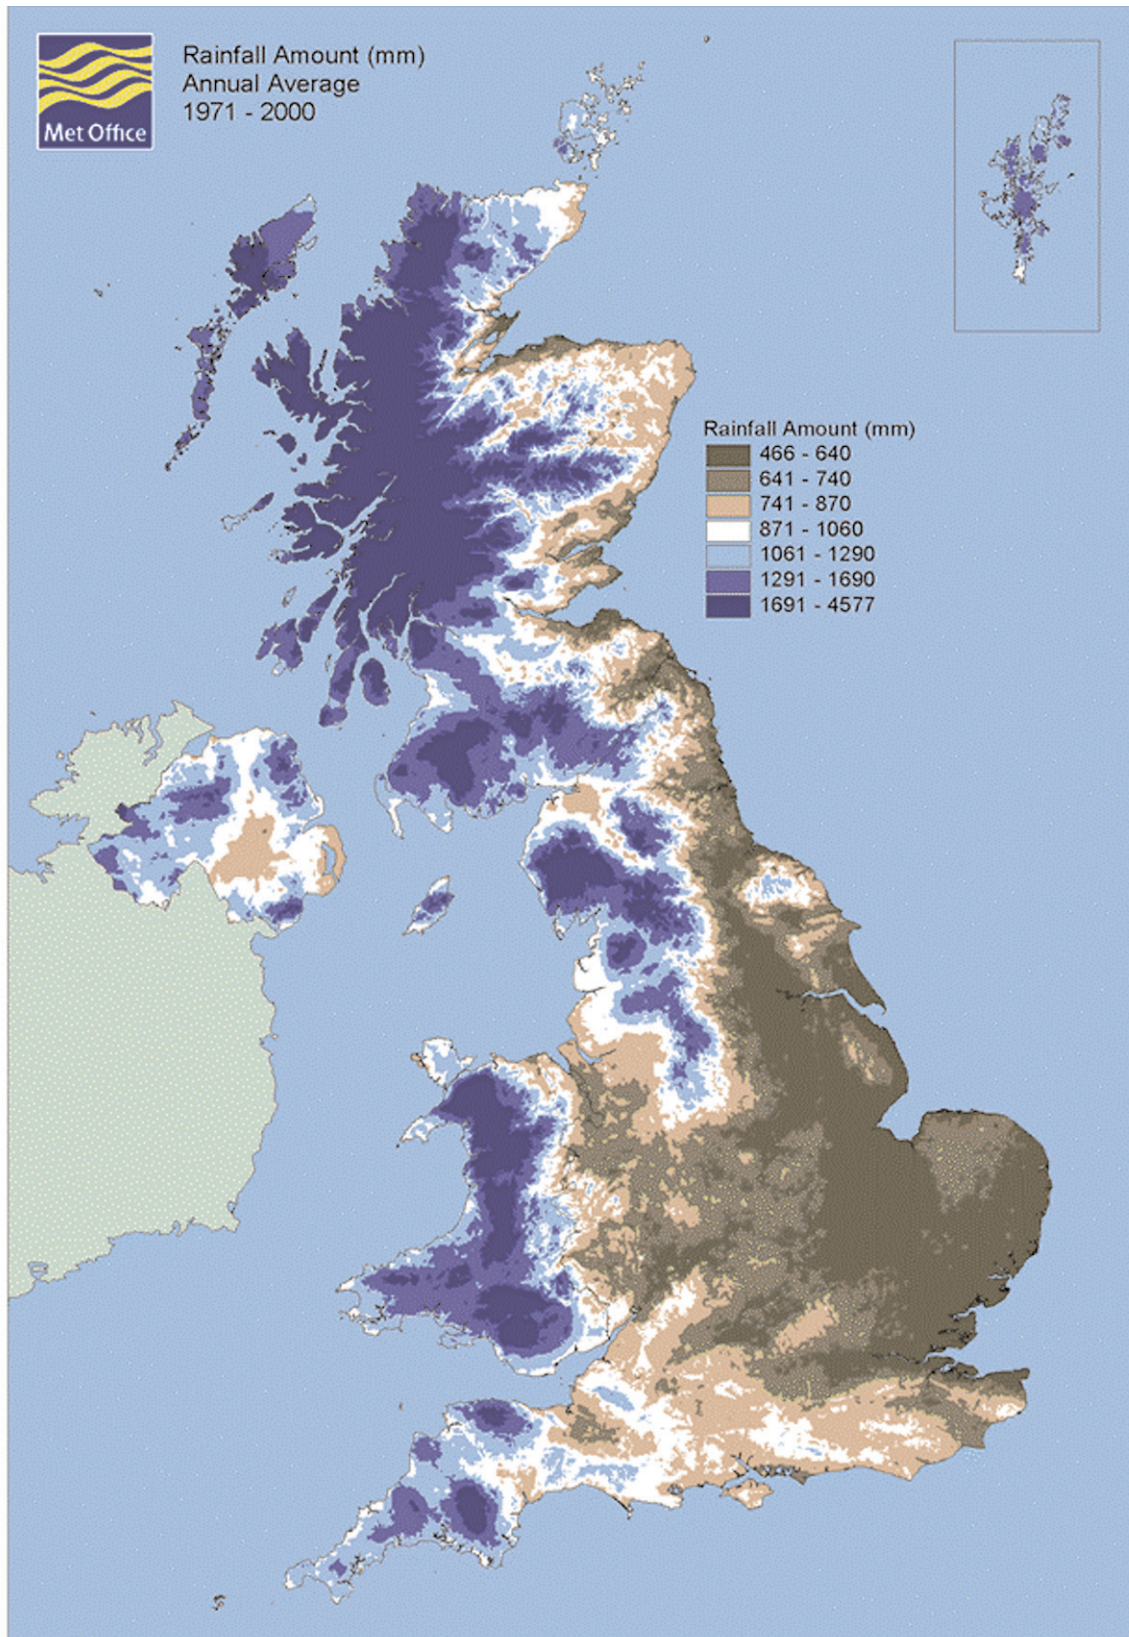 Met Office
Rainfall Amount (mm)
Annual Average
1971 - 2000
Rainfall Amount (mm)
466 - 640
641 - 740
741 - 870
871 - 1060
1061 - 1290
1291 - 1690
1691 - 4577